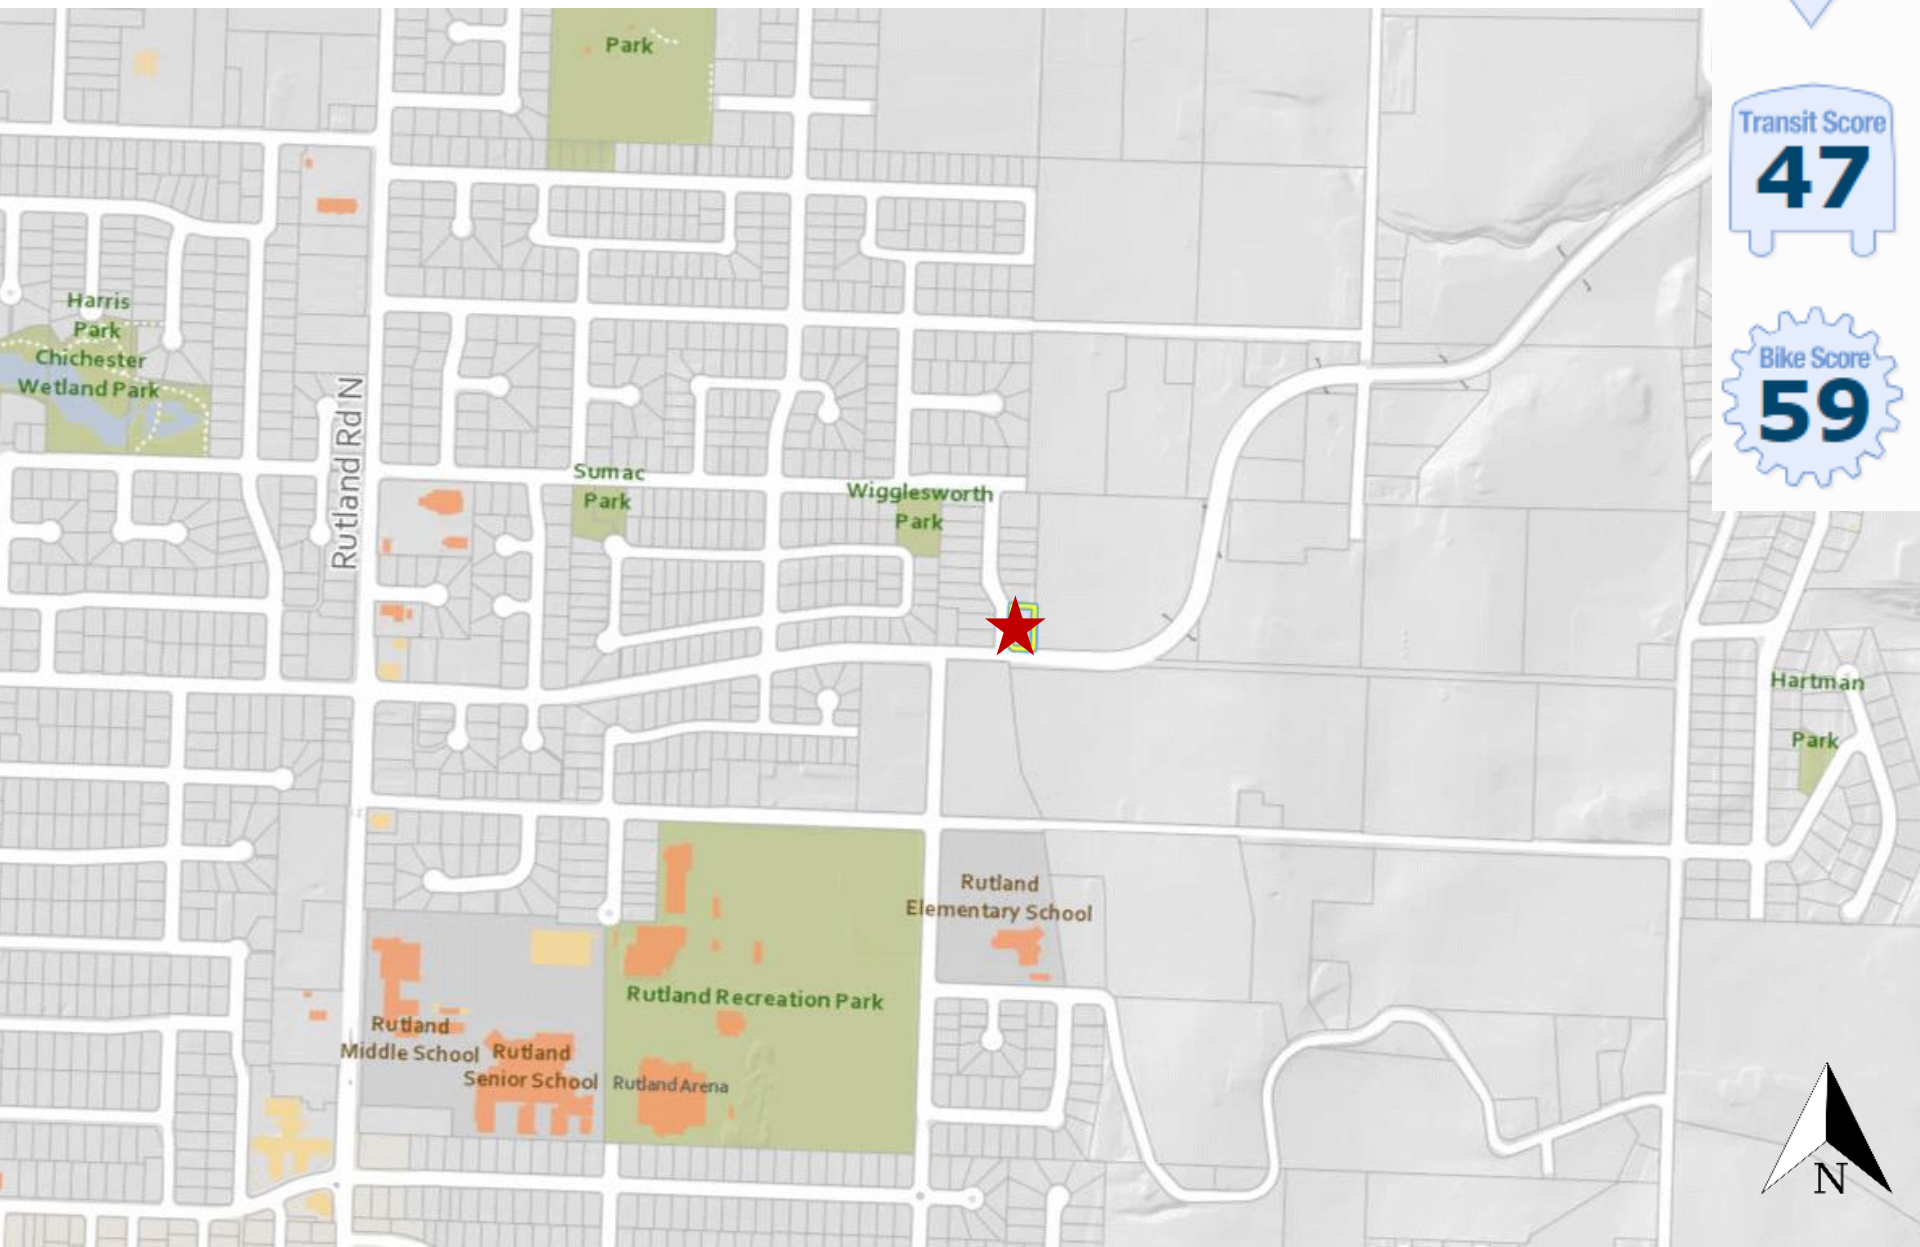 Park
Transit Score
47
Harris
Park
Chichester
Wetland Park
Bike Score
59
Rutland Rd N
Sumac
Park
Wigglesworth
Park
Hartman
Park
Rutland
Elementary School
Rutland Recreation Park
Rutland
Middle School
Rutland
Senior School
Rutland Arena
N